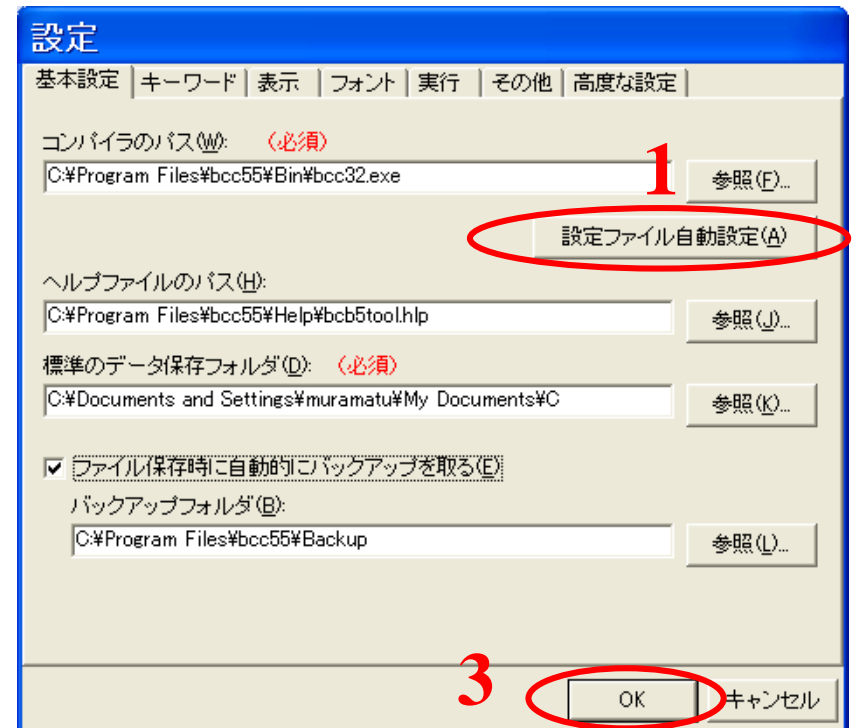 設定
基本設定 キーワード 表示 フォント 実行 その他 高度な設定
コンパイラのパス(W): (必須)
1
C:¥Program Files¥bcc55¥Bin¥bcc32.exe 参照(F)...
設定ファイル自動設定(A)
ヘルプファイルのパス(H):
C:¥Program Files¥bcc55¥Help¥bcb5tool.hlp 参照(J)...
標準のデータ保存フォルダ(D): (必須)
C:¥Documents and Settings¥muramatu¥My Documents¥C 参照(K)...
ファイル保存時に自動的にバックアップを取る(E)
バックアップフォルダ(B):
C:¥Program Files¥bcc55¥Backup 参照(L)...
3
OK キャンセル